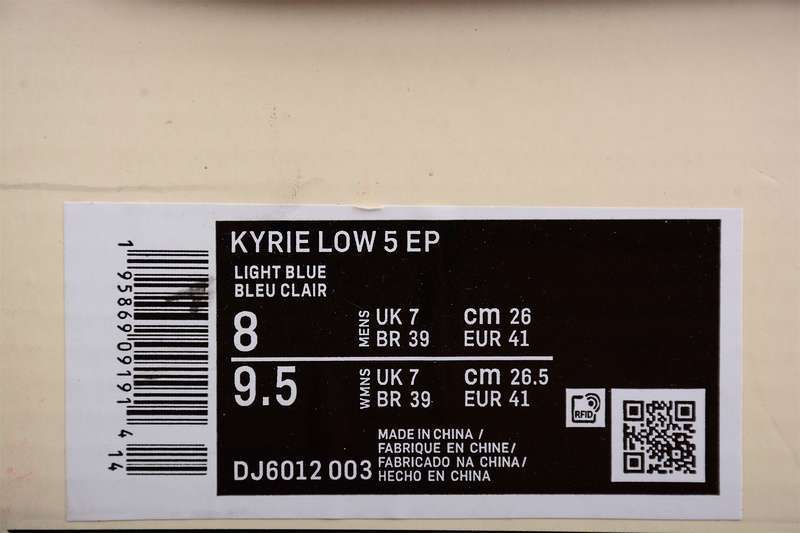 KYRIE LOW 5 EP
LIGHT BLUE
BLEU CLAIR
8 MENS UK 7 cm 26
BR 39 EUR 41
9.5 WMNS UK 7 cm 26.5
BR 39 EUR 41
RFID
MADE IN CHINA /
FABRIQUE EN CHINE/
FABRICADO NA CHINA/
HECHO EN CHINA
DJ6012 003
1 95869 09191 4 14